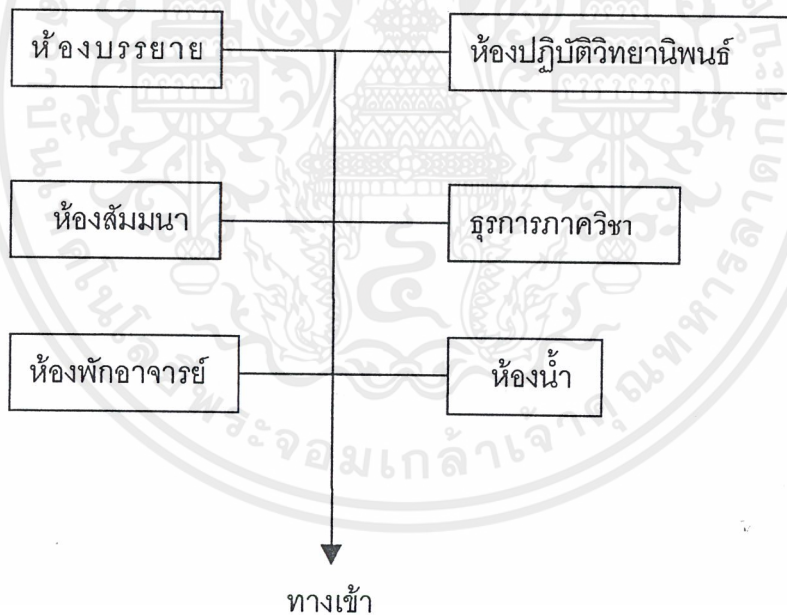 ห้องบรรยาย
ห้องปฏิบัติวิทยานิพนธ์
ห้องสัมมนา
ธุรการภาควิชา
ห้องพักอาจารย์
ห้องน้ำ
ทางเข้า